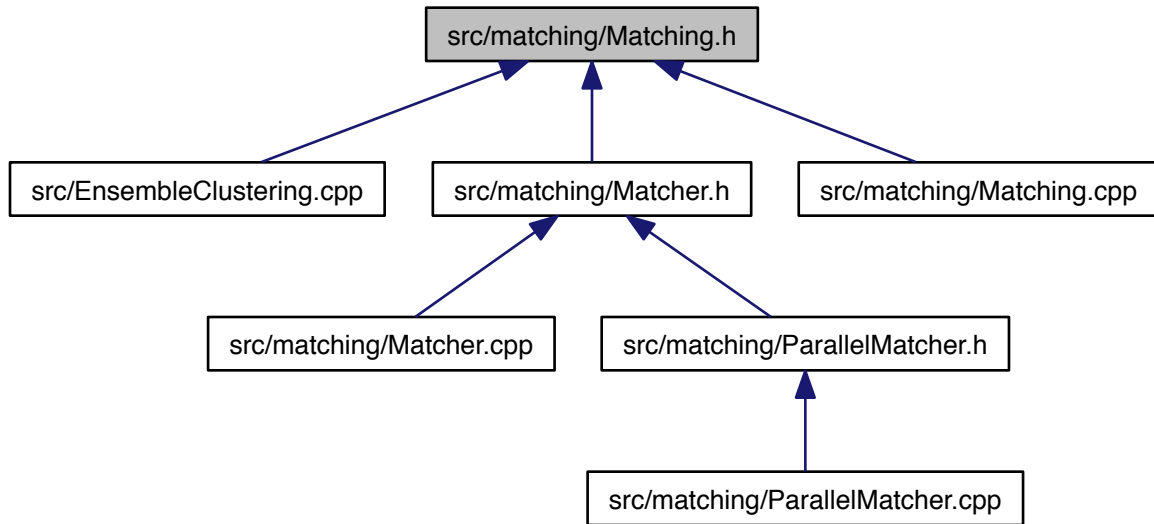 src/matching/Matching.h
src/EnsembleClustering.cpp
src/matching/Matcher.h
src/matching/Matching.cpp
src/matching/Matcher.cpp
src/matching/ParallelMatcher.h
src/matching/ParallelMatcher.cpp